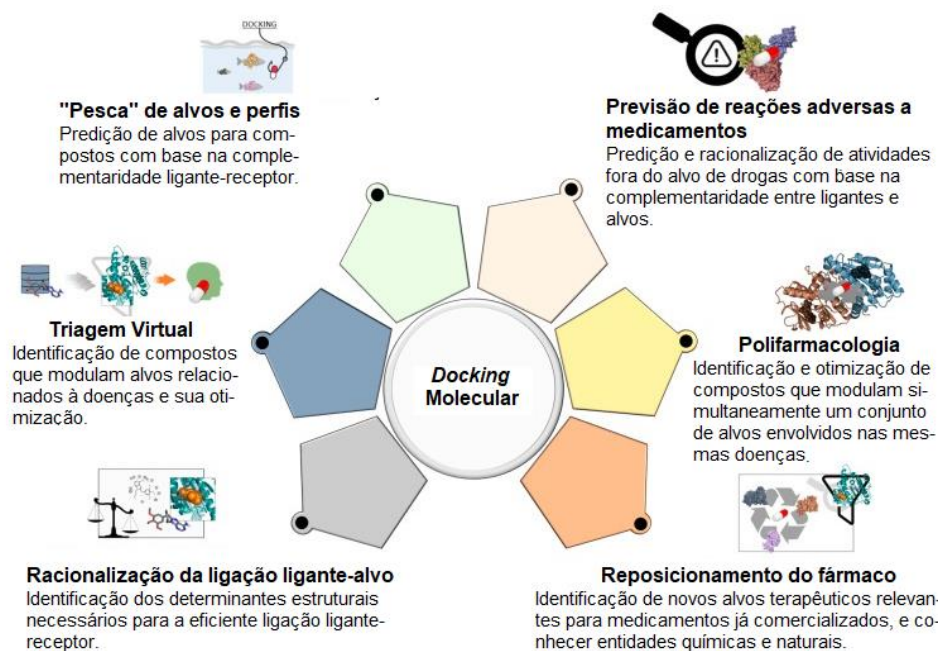 DOCKING
"Pesca" de alvos e perfis
Predição de alvos para com-
postos com base na comple-
mentaridade ligante-receptor.
Previsão de reações adversas a
medicamentos
Predição e racionalização de atividades
fora do alvo de drogas com base na
complementaridade entre ligantes e
alvos.
Triagem Virtual
Identificação de compostos
que modulam alvos relacio-
nados à doenças e sua oti-
mização.
Docking
Molecular
Polifarmacologia
Identificação e otimização de
compostos que modulam si-
multaneamente um conjunto
de alvos envolvidos nas mes-
mas doenças.
Racionalização da ligação ligante-alvo
Identificação dos determinantes estruturais
necessários para a eficiente ligação ligante-
receptor.
Reposicionamento do fármaco
Identificação de novos alvos terapêuticos relevan-
tes para medicamentos já comercializados, e co-
nhecer entidades químicas e naturais.